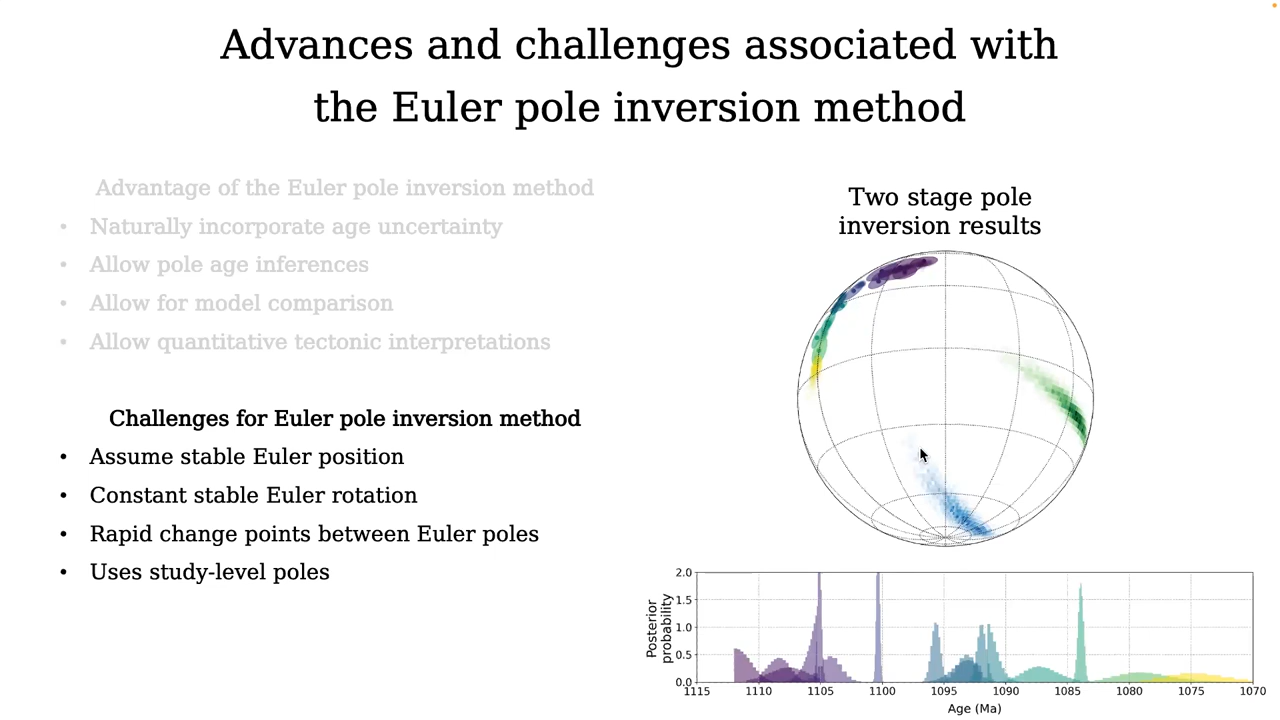 Advances and challenges associated with
the Euler pole inversion method
Advantage of the Euler pole inversion method
• Naturally incorporate age uncertainty
• Allow pole age inferences
• Allow for model comparison
• Allow quantitative tectonic interpretations
Challenges for Euler pole inversion method
• Assume stable Euler position
• Constant stable Euler rotation
• Rapid change points between Euler poles
• Uses study-level poles
Two stage pole
inversion results
Posterior
probability
2.0
1.5
1.0
0.5
0.0
1115 1110 1105 1100 1095 1090 1085 1080 1075 1070
Age (Ma)